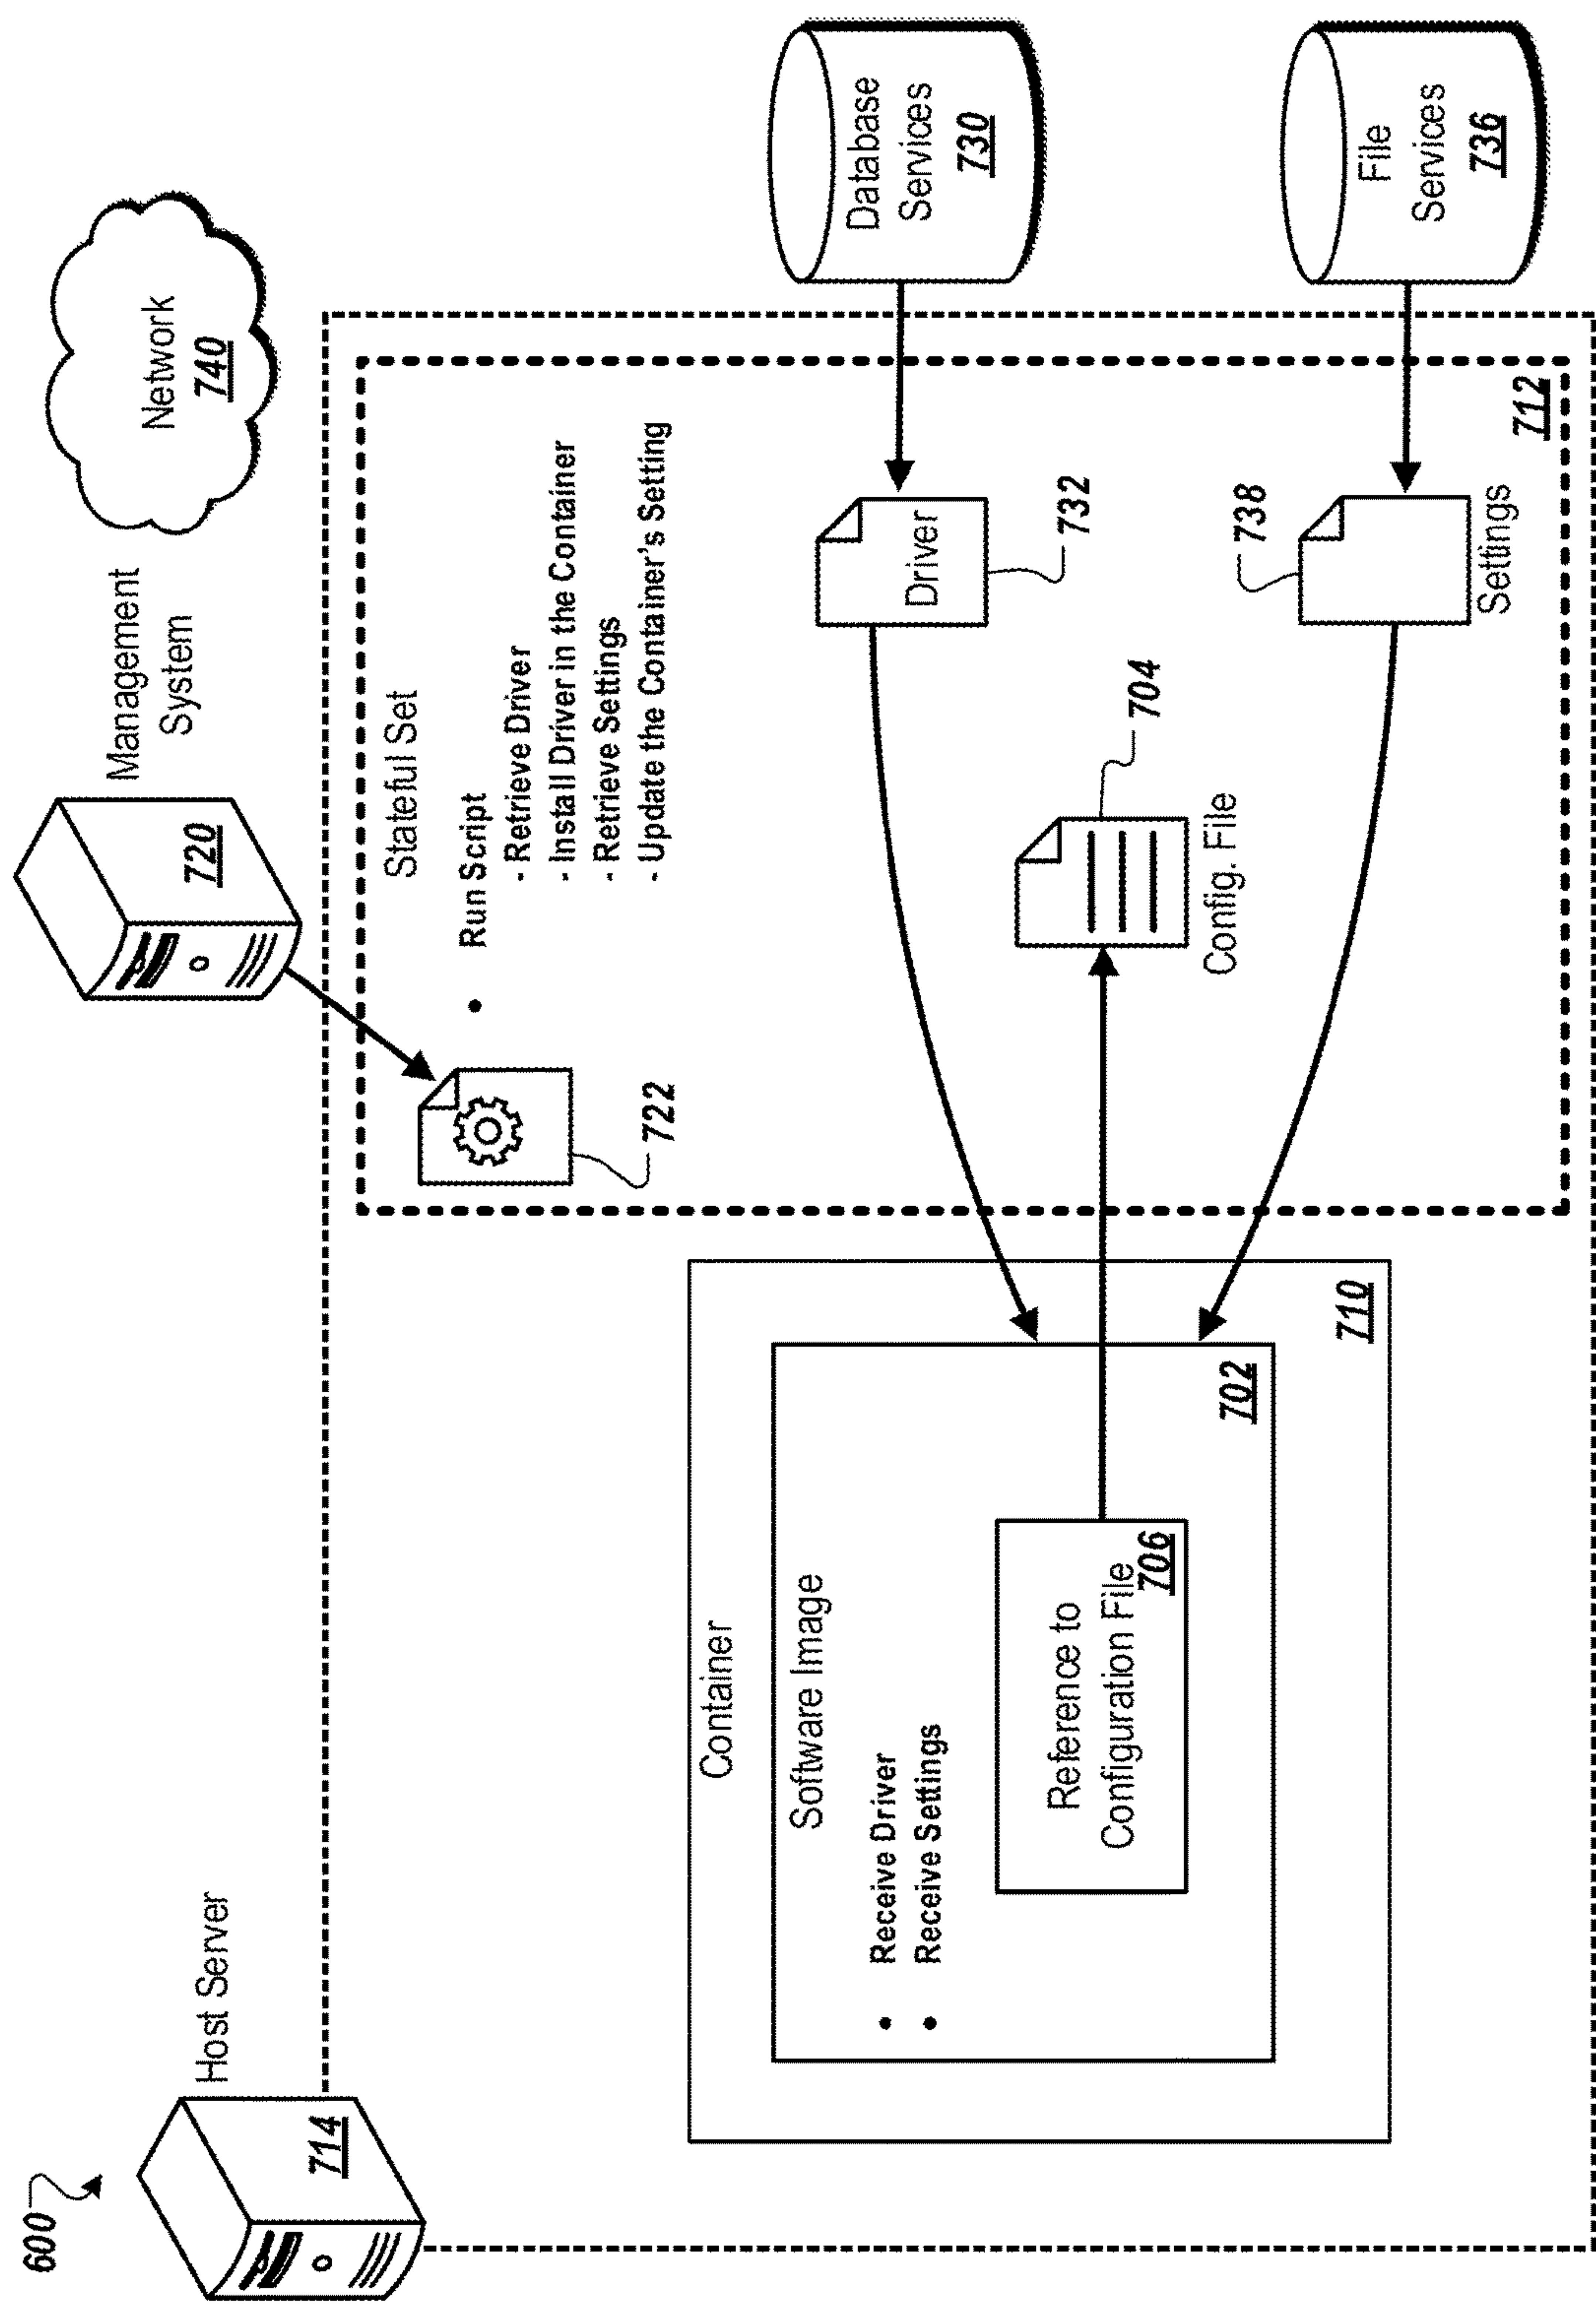 600
Host Server
714
Management
System
720
Network
740
Stateful Set
• Run Script
- Retrieve Driver
- Install Driver in the Container
- Retrieve Settings
- Update the Container's Setting
722
Container
Software Image
• Receive Driver
• Receive Settings
Reference to
Configuration File
706
702
710
Driver
732
704
Config. File
738
Settings
712
Database
Services
730
File
Services
736